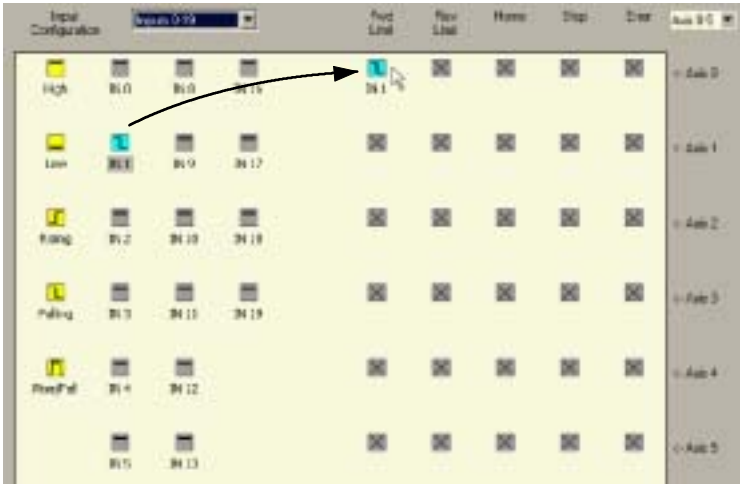 Input Configuration
Inputs 0-19
Fwd Limit
Rev Limit
Home
Stop
Error
Axis 0-5
High
IN 0
IN 8
IN 16
IN 1
<- Axis 0
Low
IN 1
IN 9
IN 17
<- Axis 1
Rising
IN 2
IN 10
IN 18
<- Axis 2
Falling
IN 3
IN 11
IN 19
<- Axis 3
Rise/Fall
IN 4
IN 12
<- Axis 4
IN 5
IN 13
<- Axis 5